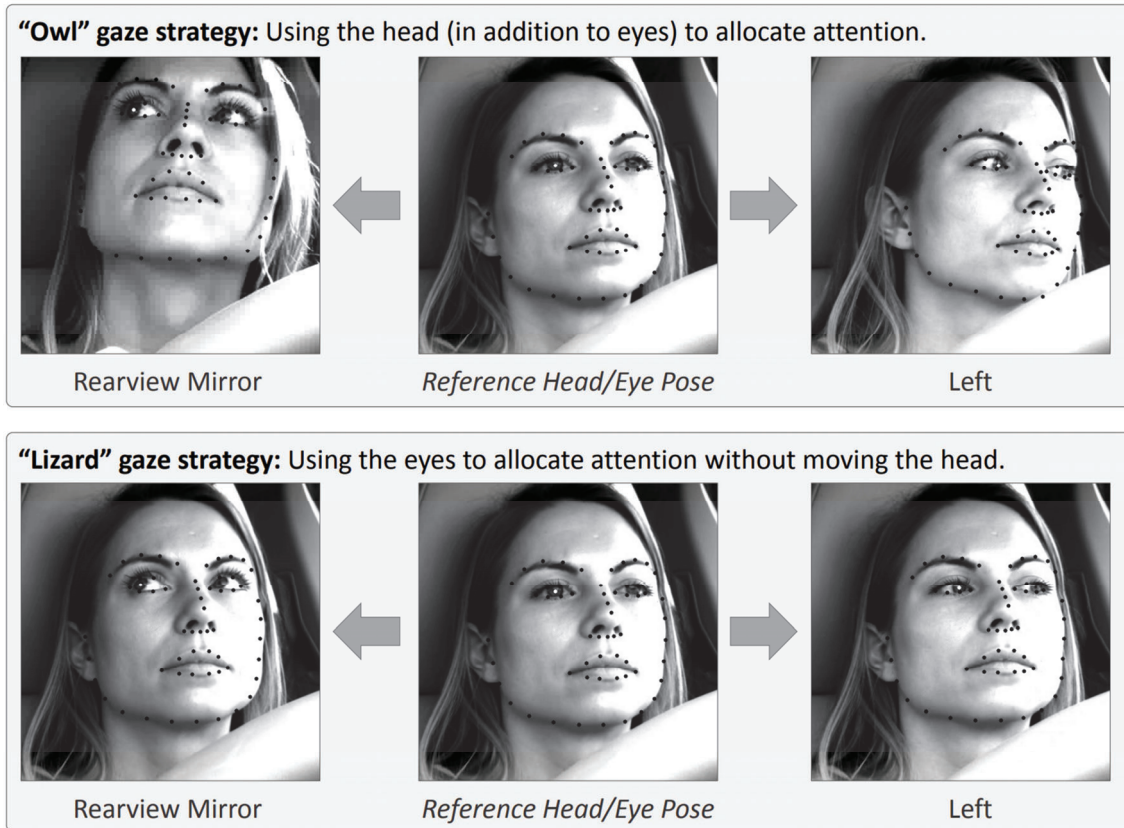 “Owl” gaze strategy: Using the head (in addition to eyes) to allocate attention.
Rearview Mirror
Reference Head/Eye Pose
Left
“Lizard” gaze strategy: Using the eyes to allocate attention without moving the head.
Rearview Mirror
Reference Head/Eye Pose
Left